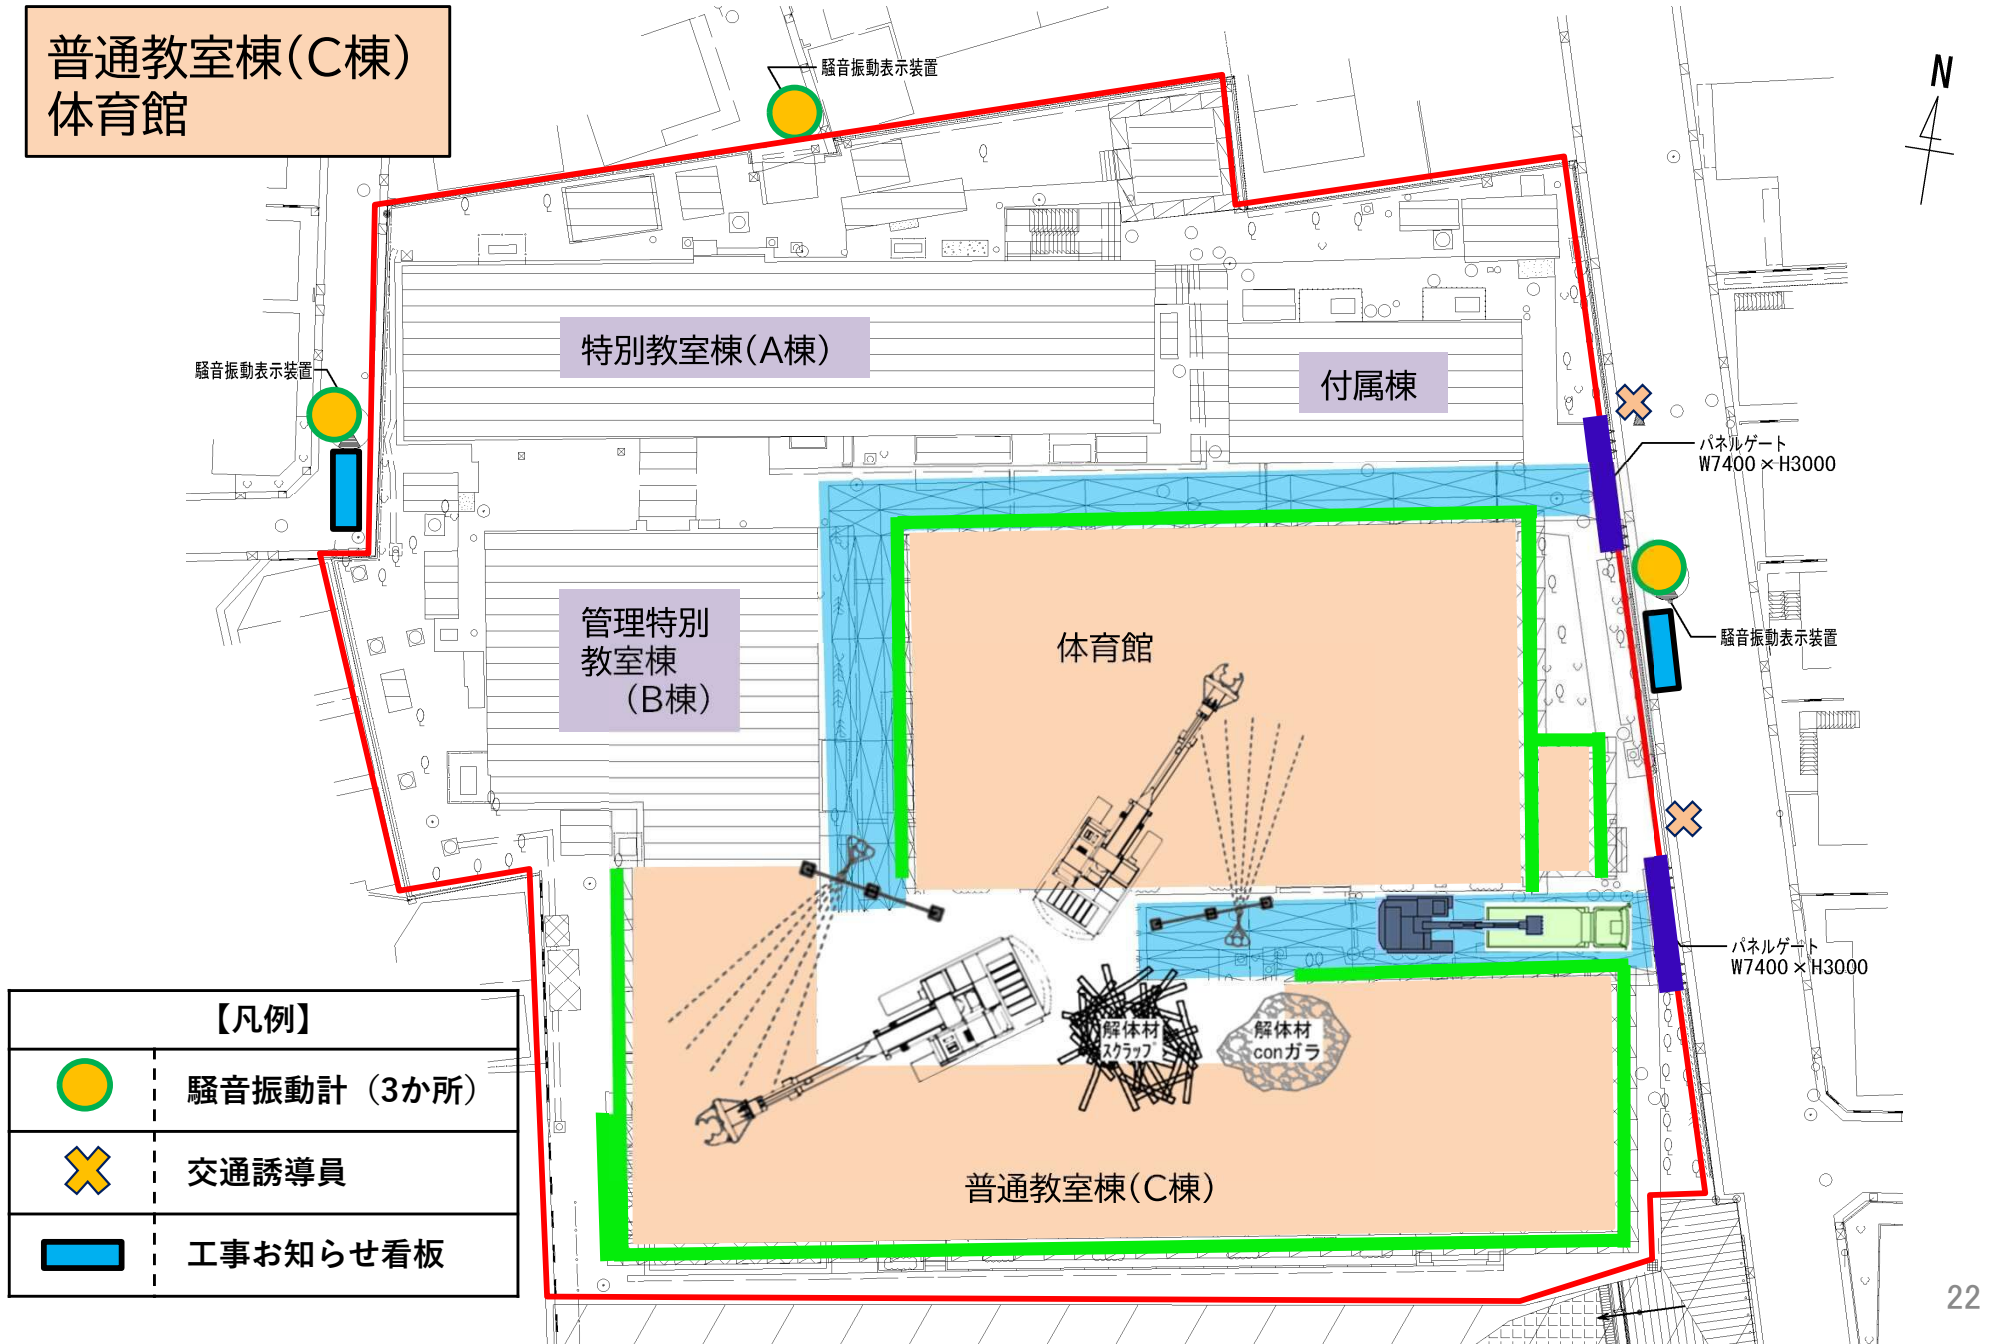 普通教室棟(C棟)
体育館
騒音振動表示装置
N
騒音振動表示装置
特別教室棟(A棟)
付属棟
パネルゲート
W7400×H3000
管理特別
教室棟
(B棟)
体育館
騒音振動表示装置
パネルゲート
W7400×H3000
解体材
スクラップ
解体材
conガラ
普通教室棟(C棟)
【凡例】
騒音振動計（3か所）
交通誘導員
工事お知らせ看板
22